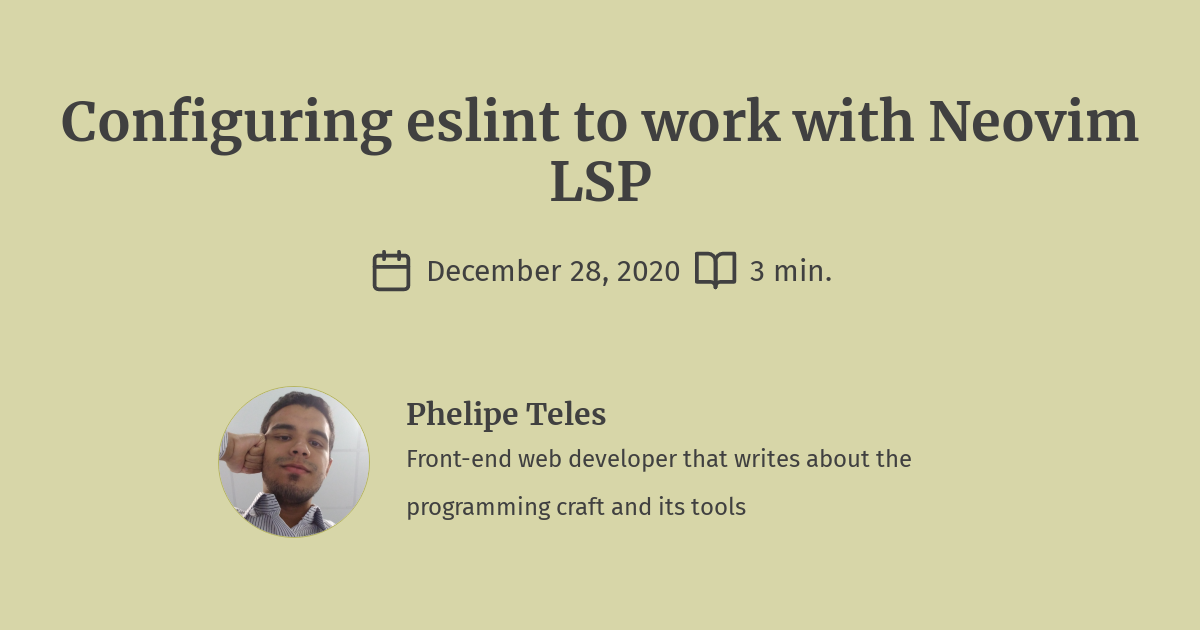 Configuring eslint to work with Neovim
LSP
December 28, 2020 3 min.
Phelipe Teles
Front-end web developer that writes about the
programming craft and its tools